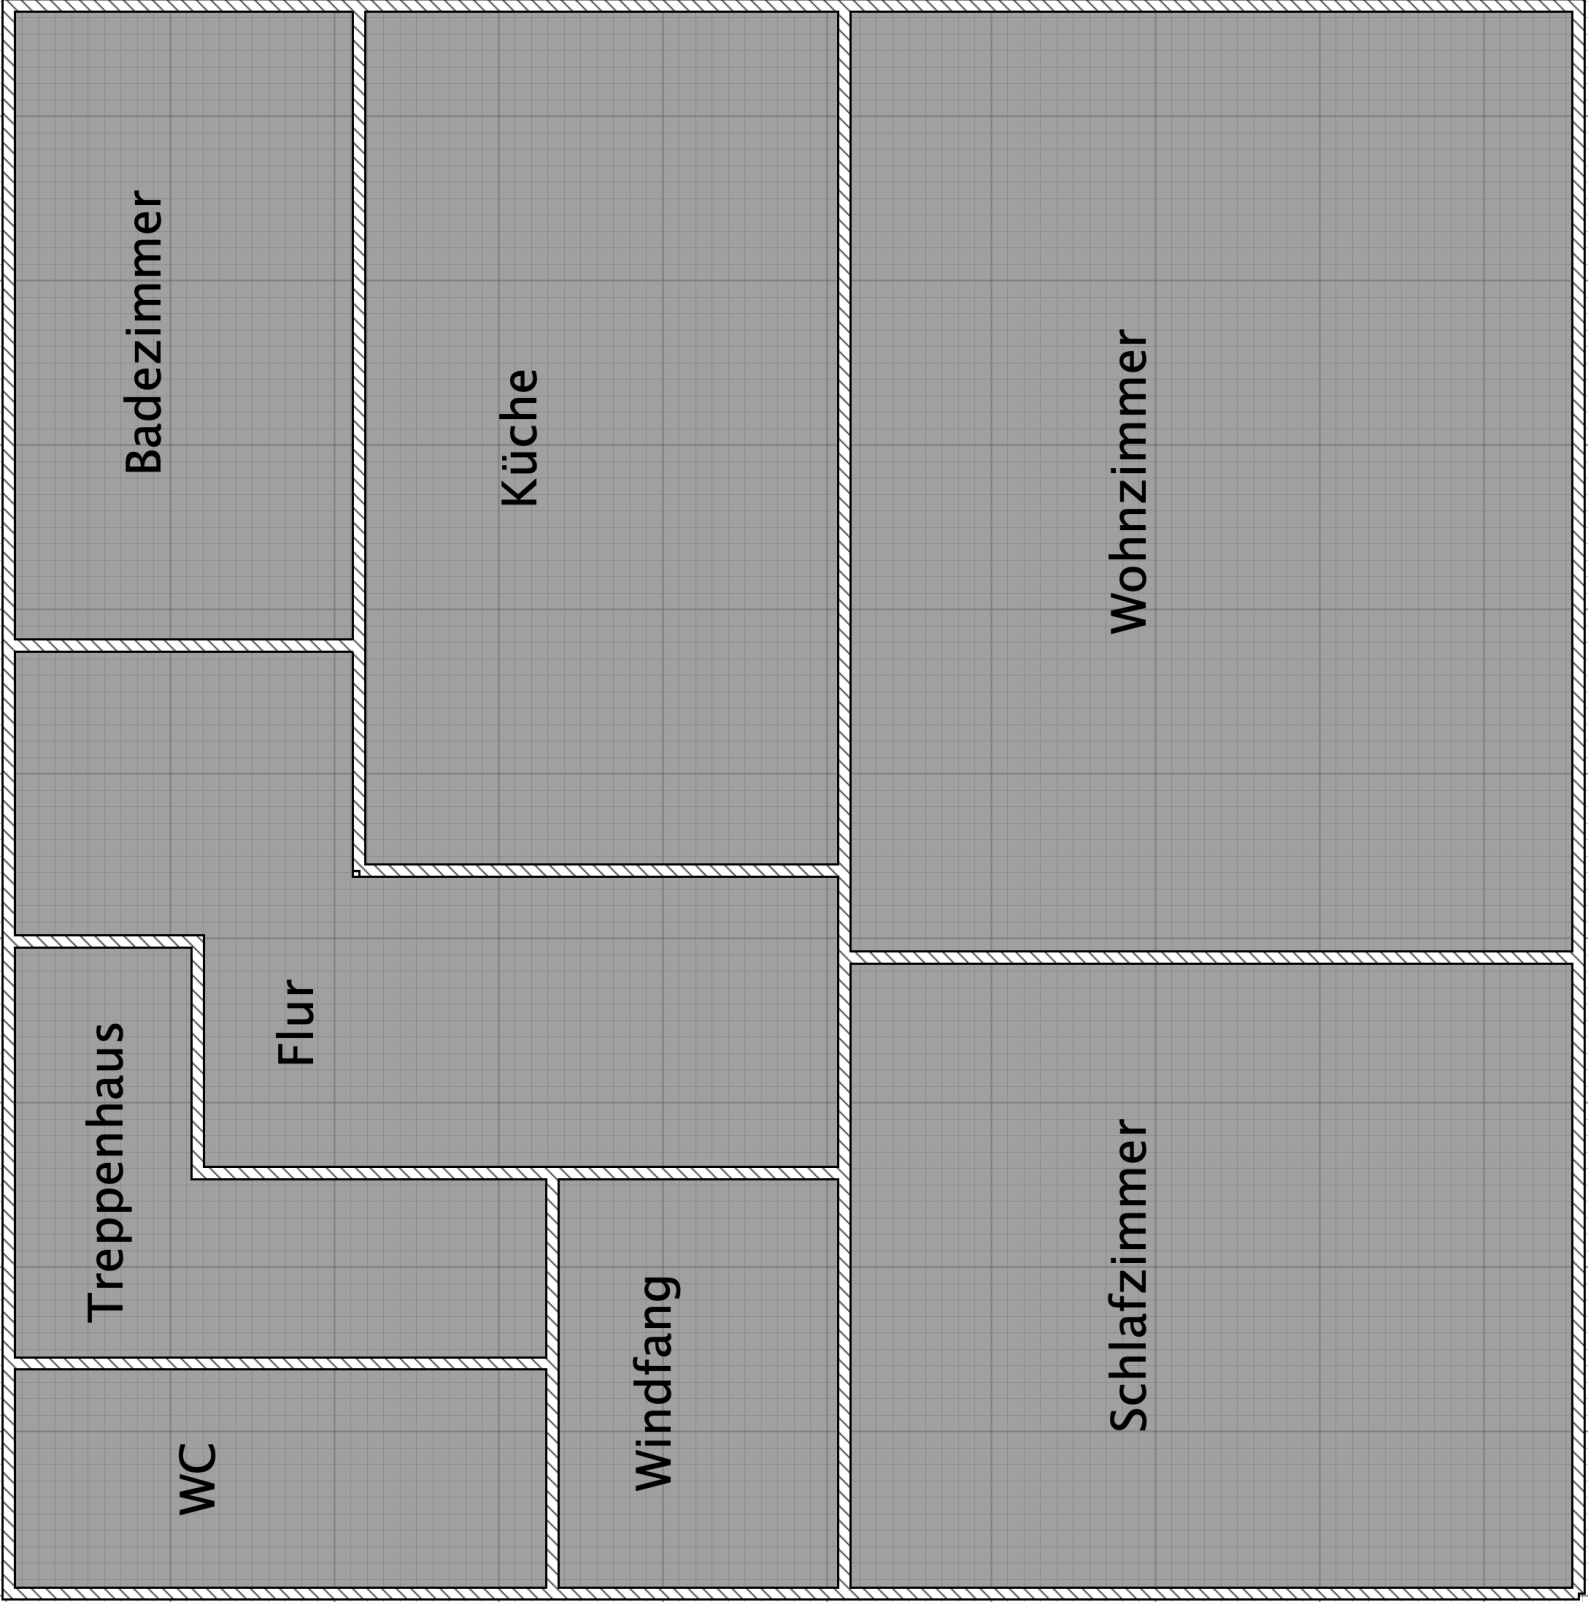 Badezimmer
Küche
Wohnzimmer
Flur
Treppenhaus
Schlafzimmer
Windfang
WC